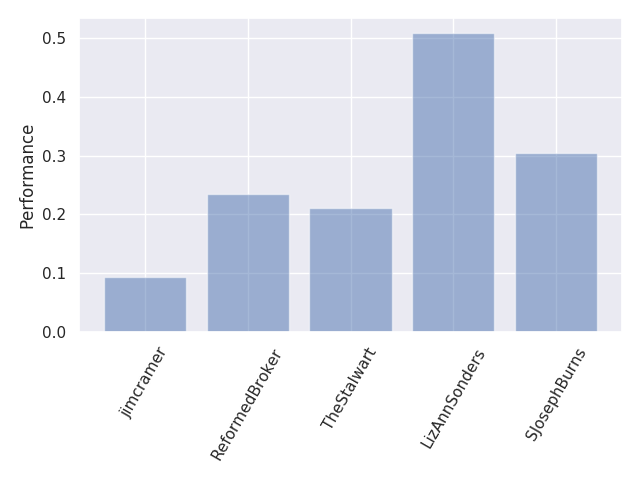 0.5
0.4
0.3
0.2
0.1
0.0
Performance
jimcramer
ReformedBroker
TheStalwart
LizAnnSonders
SJosephBurns